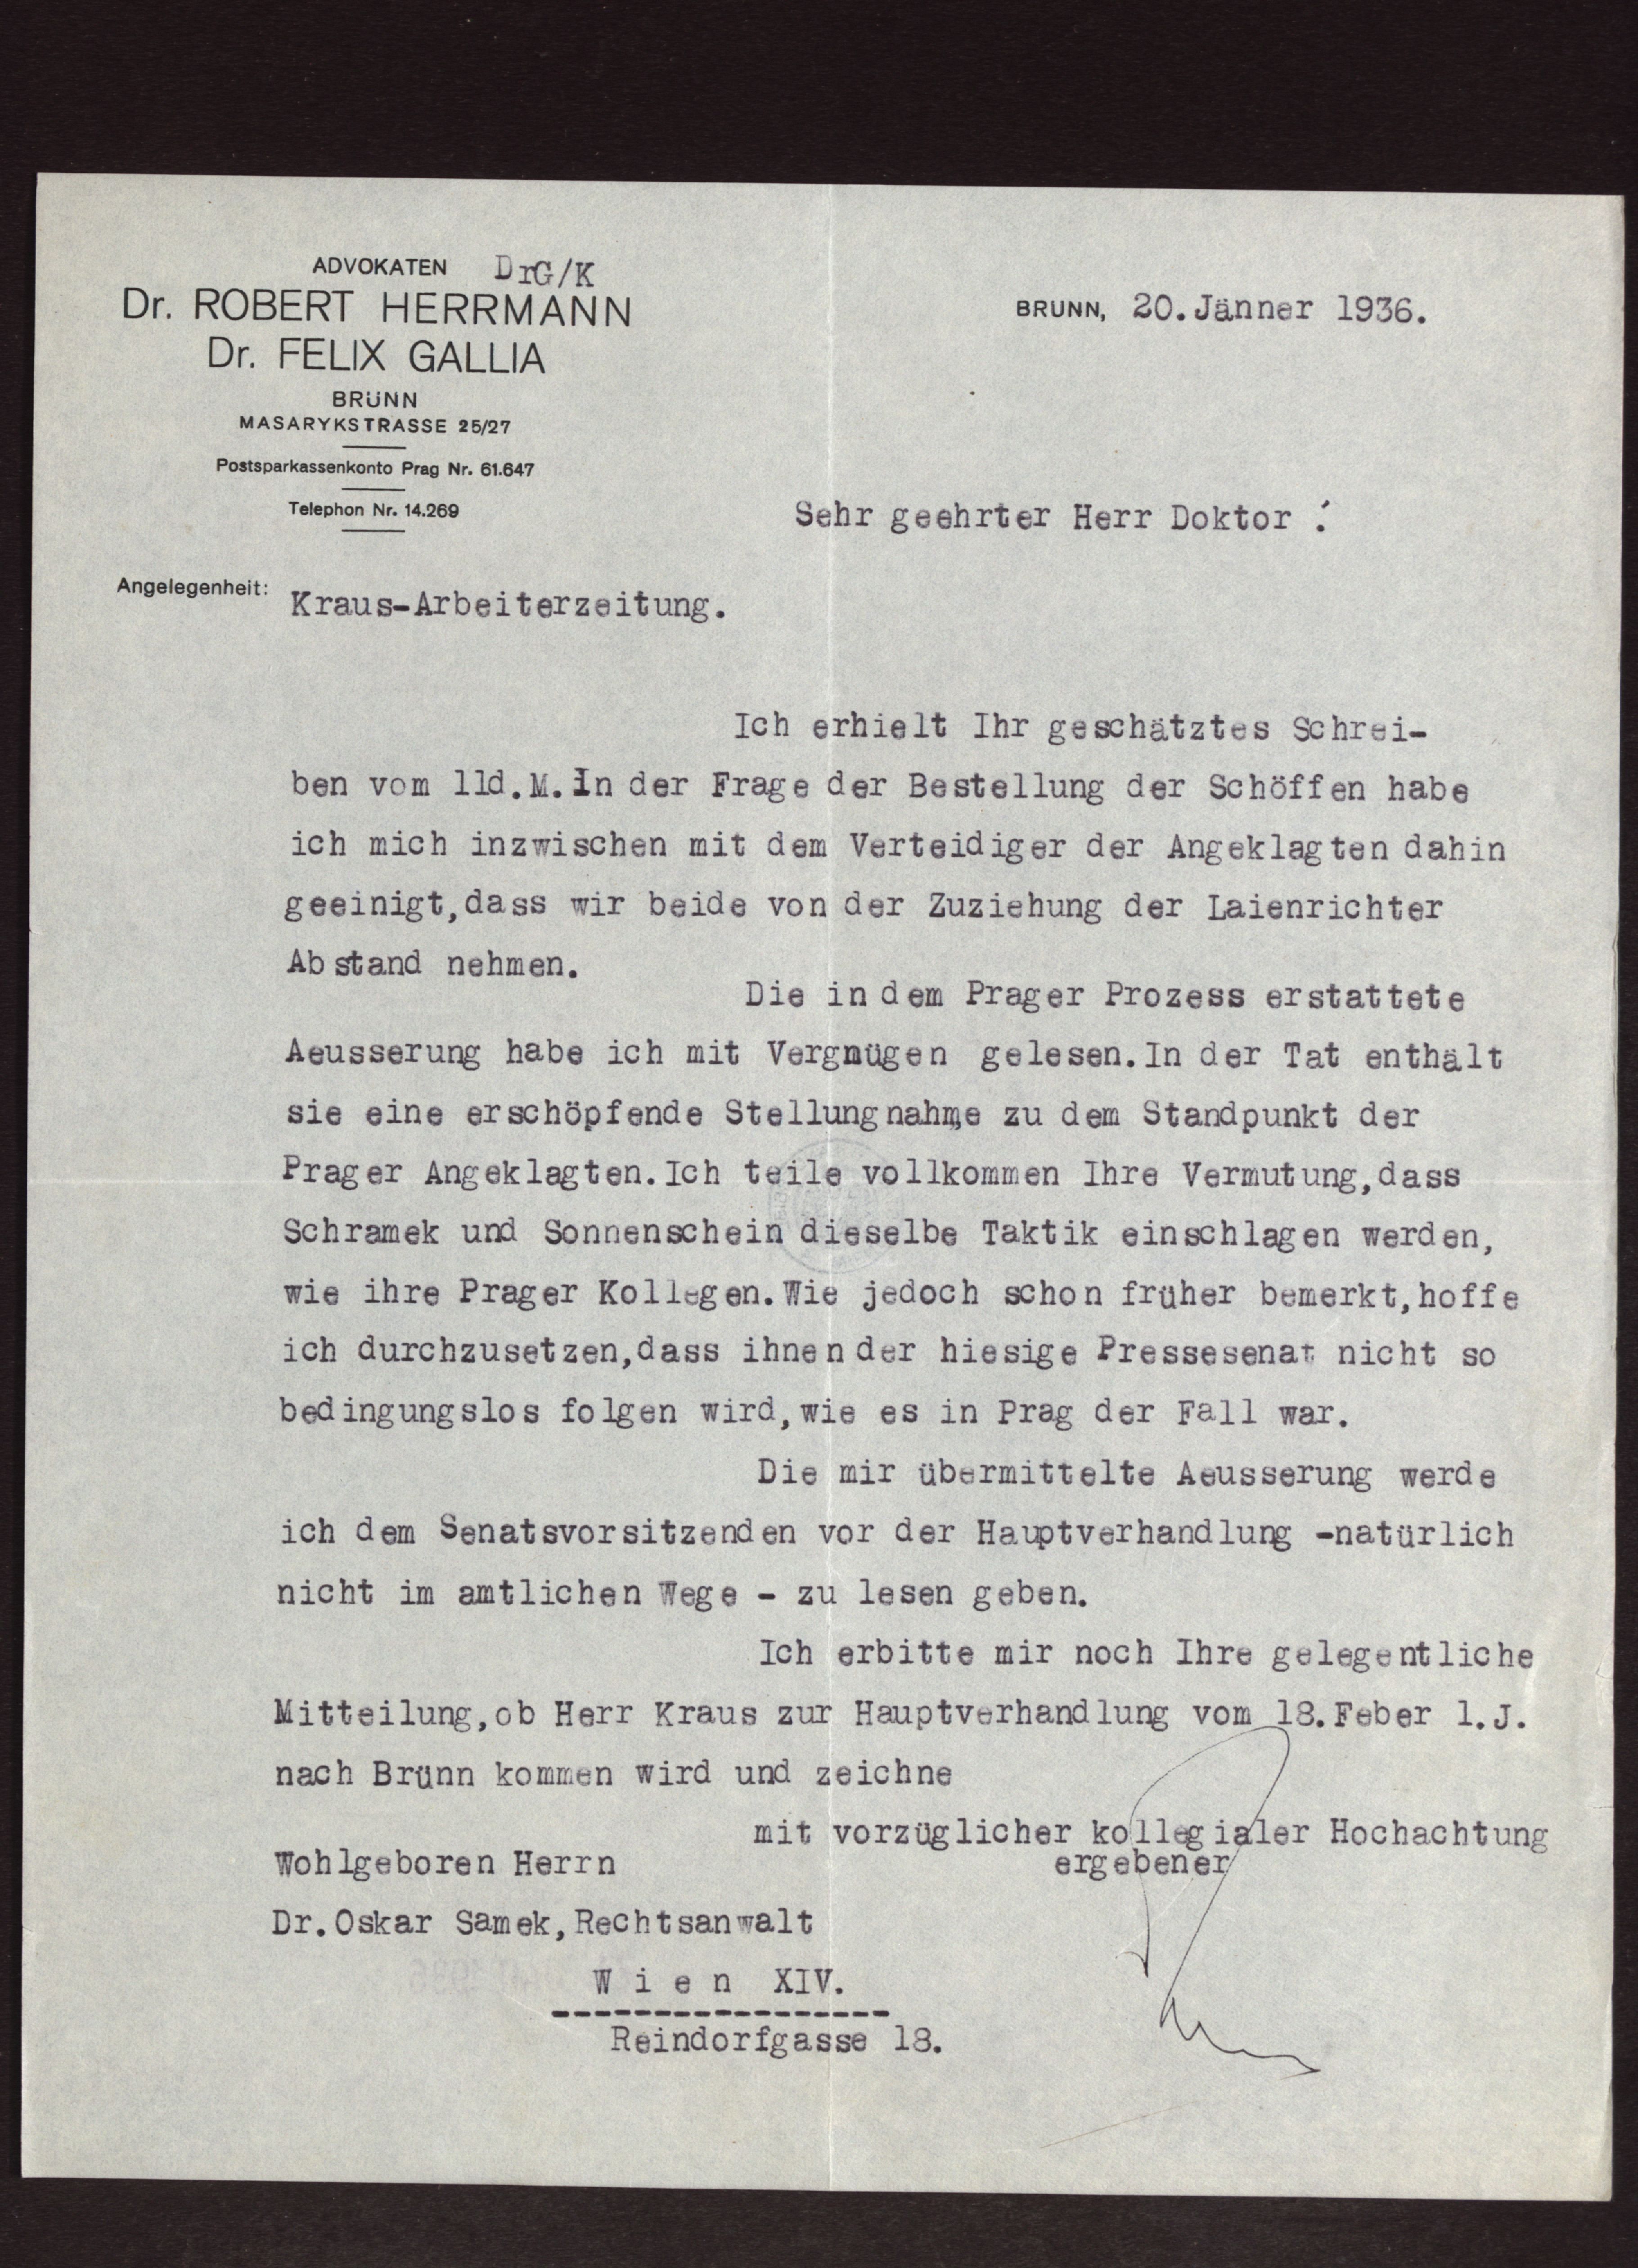 ADVOKATEN DrG/K
Dr. ROBERT HERRMANN
Dr. FELIX GALLIA
BRÜNN
MASARYKSTRASSE 25/27
Postsparkassenkonto Prag Nr. 61.647
Telephon Nr. 14.269
BRUNN, 20.Jänner 1936.
Sehr geehrter Herr Doktor !
Angelegenheit: Kraus-Arbeiterzeitung.
Ich erhielt Ihr geschätztes Schrei-
ben vom 11d.M.In der Frage der Bestellung der Schöffen habe
ich mich inzwischen mit dem Verteidiger der Angeklagten dahin
geeinigt,dass wir beide von der Zuziehung der Laienrichter
Abstand nehmen.
Die in dem Prager Prozess erstattete
Aeusserung habe ich mit Vergnügen gelesen.In der Tat enthält
sie eine erschöpfende Stellungnahme zu dem Standpunkt der
Prager Angeklagten.Ich teile vollkommen Ihre Vermutung,dass
Schramek und Sonnenschein dieselbe Taktik einschlagen werden,
wie ihre Prager Kollegen.Wie jedoch schon früher bemerkt,hoffe
ich durchzusetzen,dass ihnen der hiesige Pressesenat nicht so
bedingungslos folgen wird,wie es in Prag der Fall war.
Die mir übermittelte Aeusserung werde
ich dem Senatsvorsitzenden vor der Hauptverhandlung -natürlich
nicht im amtlichen Wege - zu lesen geben.
Ich erbitte mir noch Ihre gelegentliche
Mitteilung,ob Herr Kraus zur Hauptverhandlung vom 18.Feber l.J.
nach Brünn kommen wird und zeichne
mit vorzüglicher kollegialer Hochachtung
ergebener
Wohlgeboren Herrn
Dr.Oskar Samek,Rechtsanwalt
W i e n XIV.
Reindorfgasse 18.